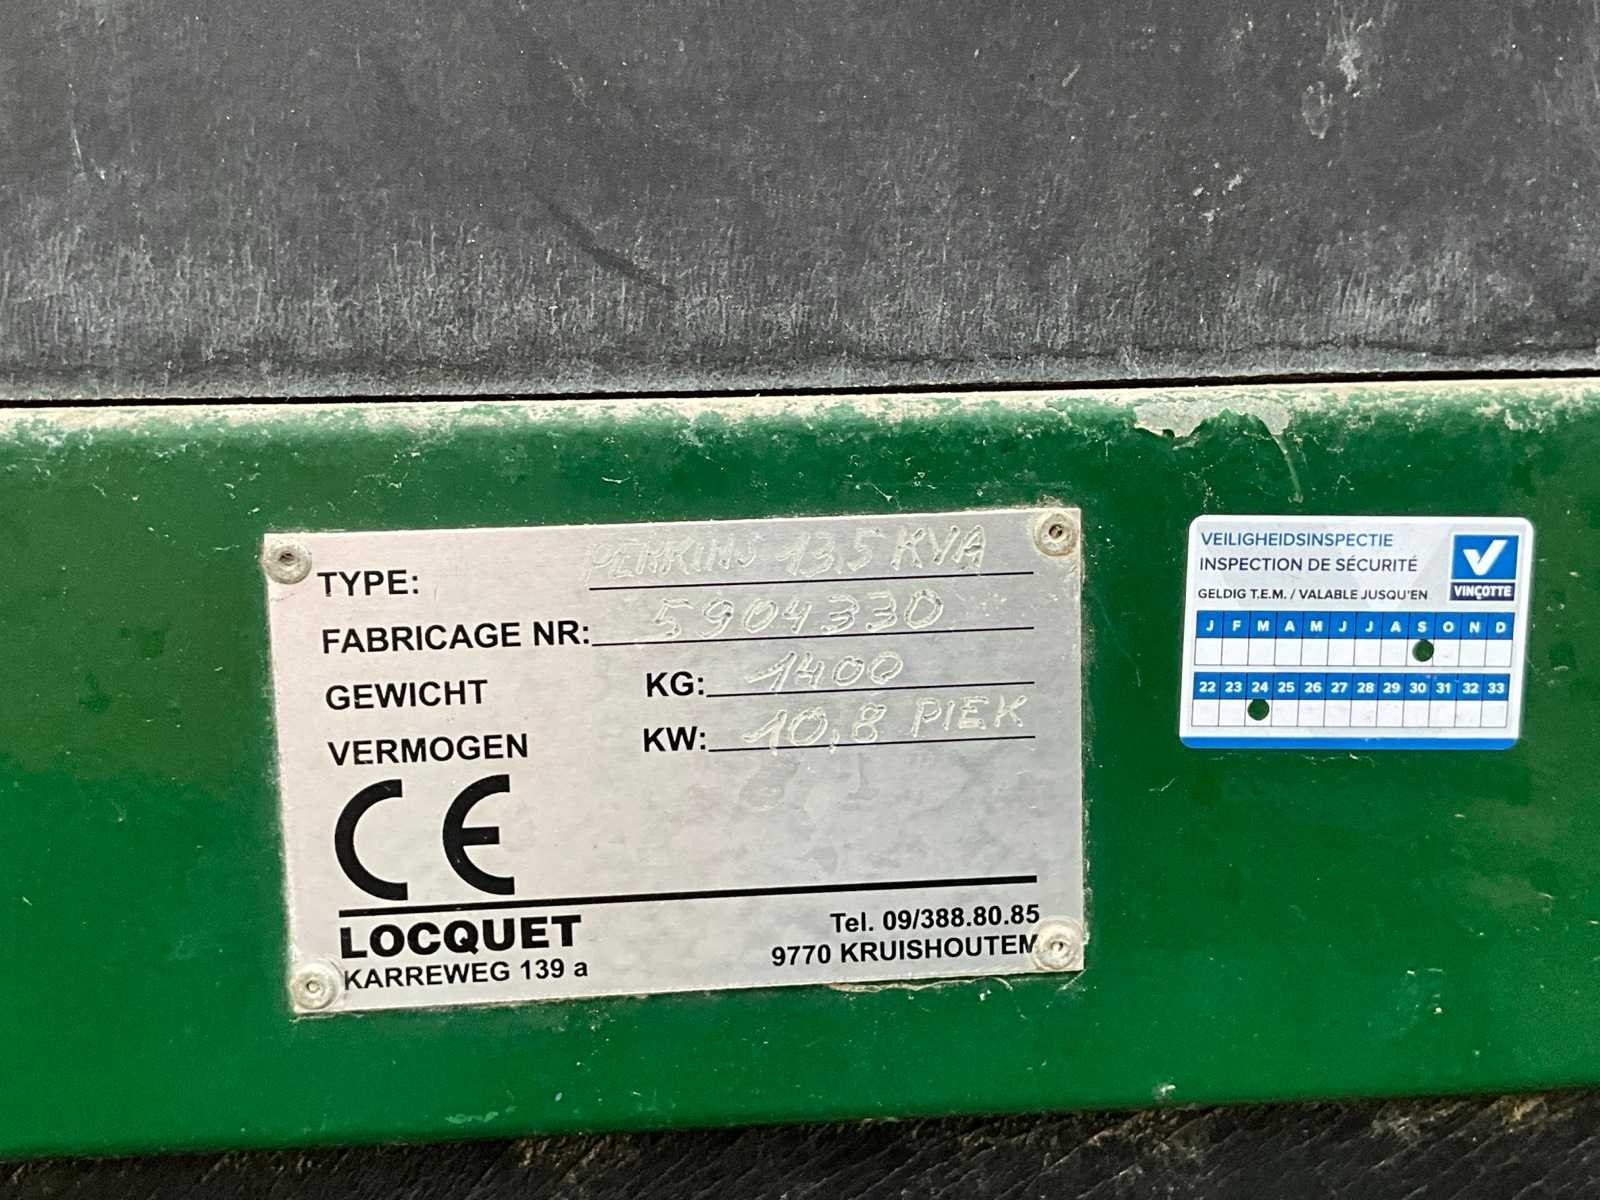 TYPE: PERKINS 13,5 KVA
FABRICAGE NR: 5904330
GEWICHT KG: 1400
VERMOGEN KW: 10,8 PIEK
CE
LOCQUET Tel. 09/388.80.85
KARREWEG 139 a 9770 KRUISHOUTEM
VEILIGHEIDSINSPECTIE
INSPECTION DE SÉCURITÉ
GELDIG T.E.M. / VALABLE JUSQU'EN
VINÇOTTE
J F M A M J J A S O N D
22 23 24 25 26 27 28 29 30 31 32 33